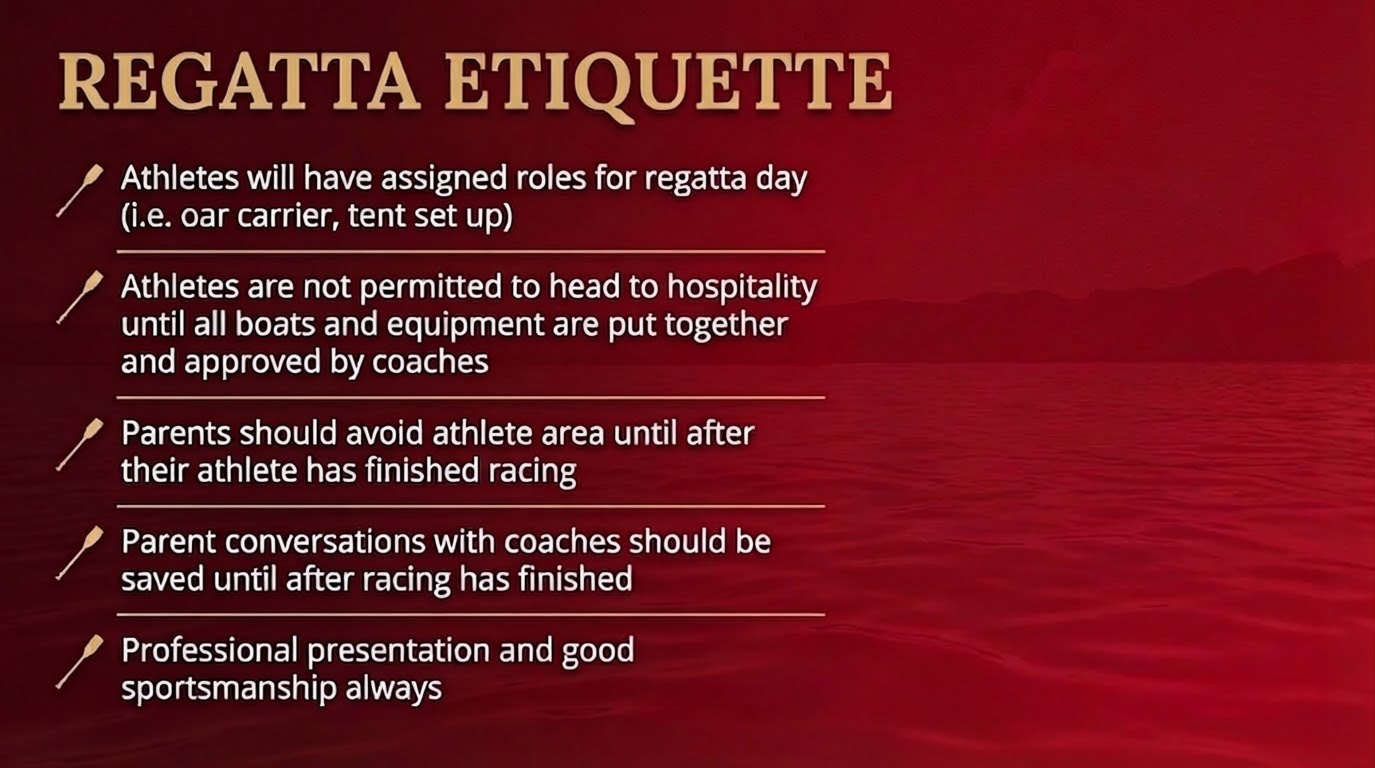 REGATTA ETIQUETTE
Athletes will have assigned roles for regatta day
(i.e. oar carrier, tent set up)
Athletes are not permitted to head to hospitality
until all boats and equipment are put together
and approved by coaches
Parents should avoid athlete area until after
their athlete has finished racing
Parent conversations with coaches should be
saved until after racing has finished
Professional presentation and good
sportsmanship always